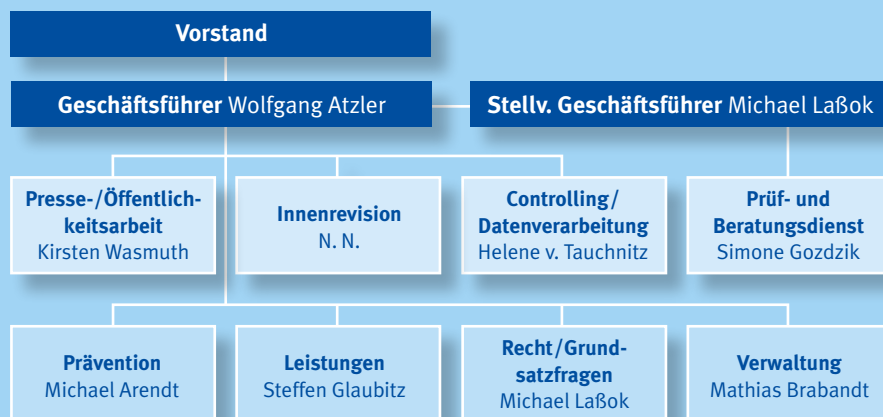 Vorstand
Geschäftsführer Wolfgang Atzler
Stellv. Geschäftsführer Michael Laßok
Presse-/Öffentlich-
keitsarbeit
Kirsten Wasmuth
Innenrevision
N. N.
Controlling/
Datenverarbeitung
Helene v. Tauchnitz
Prüf- und
Beratungsdienst
Simone Gozdzik
Prävention
Michael Arendt
Leistungen
Steffen Glaubitz
Recht/Grund-
satzfragen
Michael Laßok
Verwaltung
Mathias Brabandt